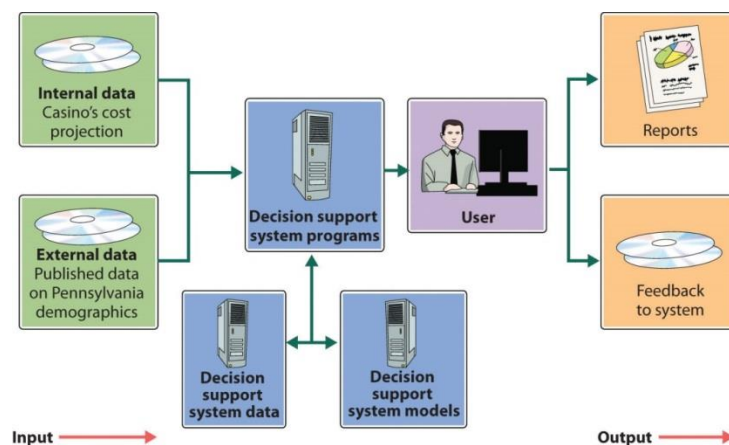 Internal data
Casino's cost
projection
External data
Published data
on Pennsylvania
demographics
Decision support
system programs
User
Decision
support
system data
Decision
support
system models
Reports
Feedback
to system
Input
Output